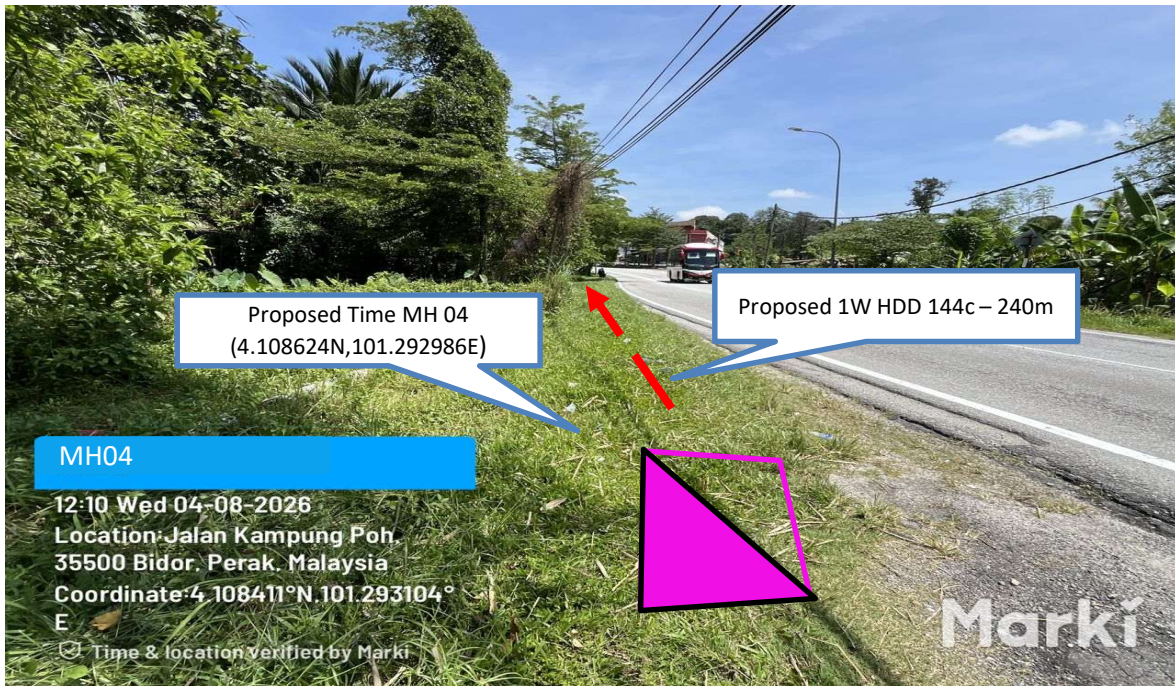 Proposed Time MH 04
(4.108624N,101.292986E)
Proposed 1W HDD 144c – 240m
MH04
12:10 Wed 04-08-2026
Location:Jalan Kampung Poh,
35500 Bidor, Perak, Malaysia
Coordinate:4.108411°N,101.293104°
E
Time & location verified by Marki
Marki